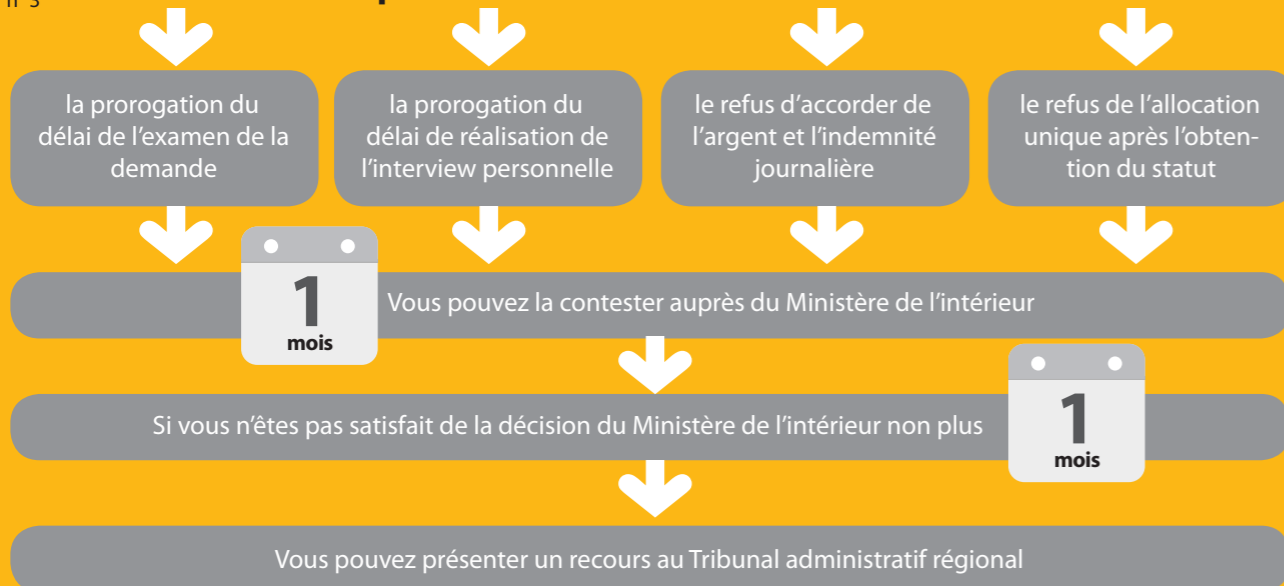 n° 3
la prorogation du
délai de l’examen de la
demande
la prorogation du
délai de réalisation de
l’interview personnelle
le refus d’accorder de
l’argent et l’indemnité
journalière
le refus de l’allocation
unique après l’obten-
tion du statut
1
mois
Vous pouvez la contester auprès du Ministère de l’intérieur
Si vous n’êtes pas satisfait de la décision du Ministère de l’intérieur non plus
1
mois
Vous pouvez présenter un recours au Tribunal administratif régional